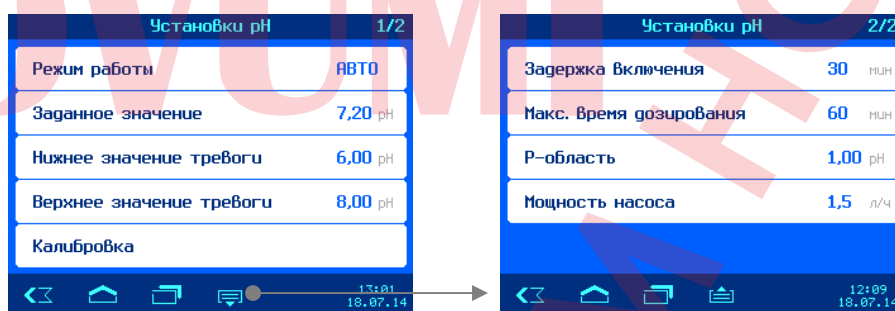 Установки pH 1/2
Режим работы АВТО
Заданное значение 7,20 pH
Нижнее значение тревоги 6,00 pH
Верхнее значение тревоги 8,00 pH
Калибровка
13:01
18.07.14
Установки pH 2/2
Задержка включения 30 мин
Макс. время дозирования 60 мин
Р-область 1,00 pH
Мощность насоса 1,5 л/ч
12:09
18.07.14